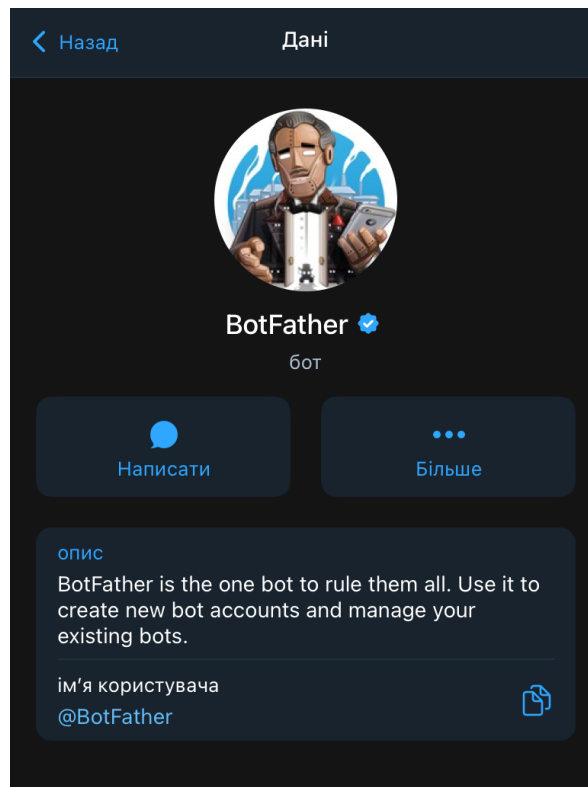 Назад
Дані
BotFather
бот
Написати
Більше
опис
BotFather is the one bot to rule them all. Use it to
create new bot accounts and manage your
existing bots.
ім’я користувача
@BotFather